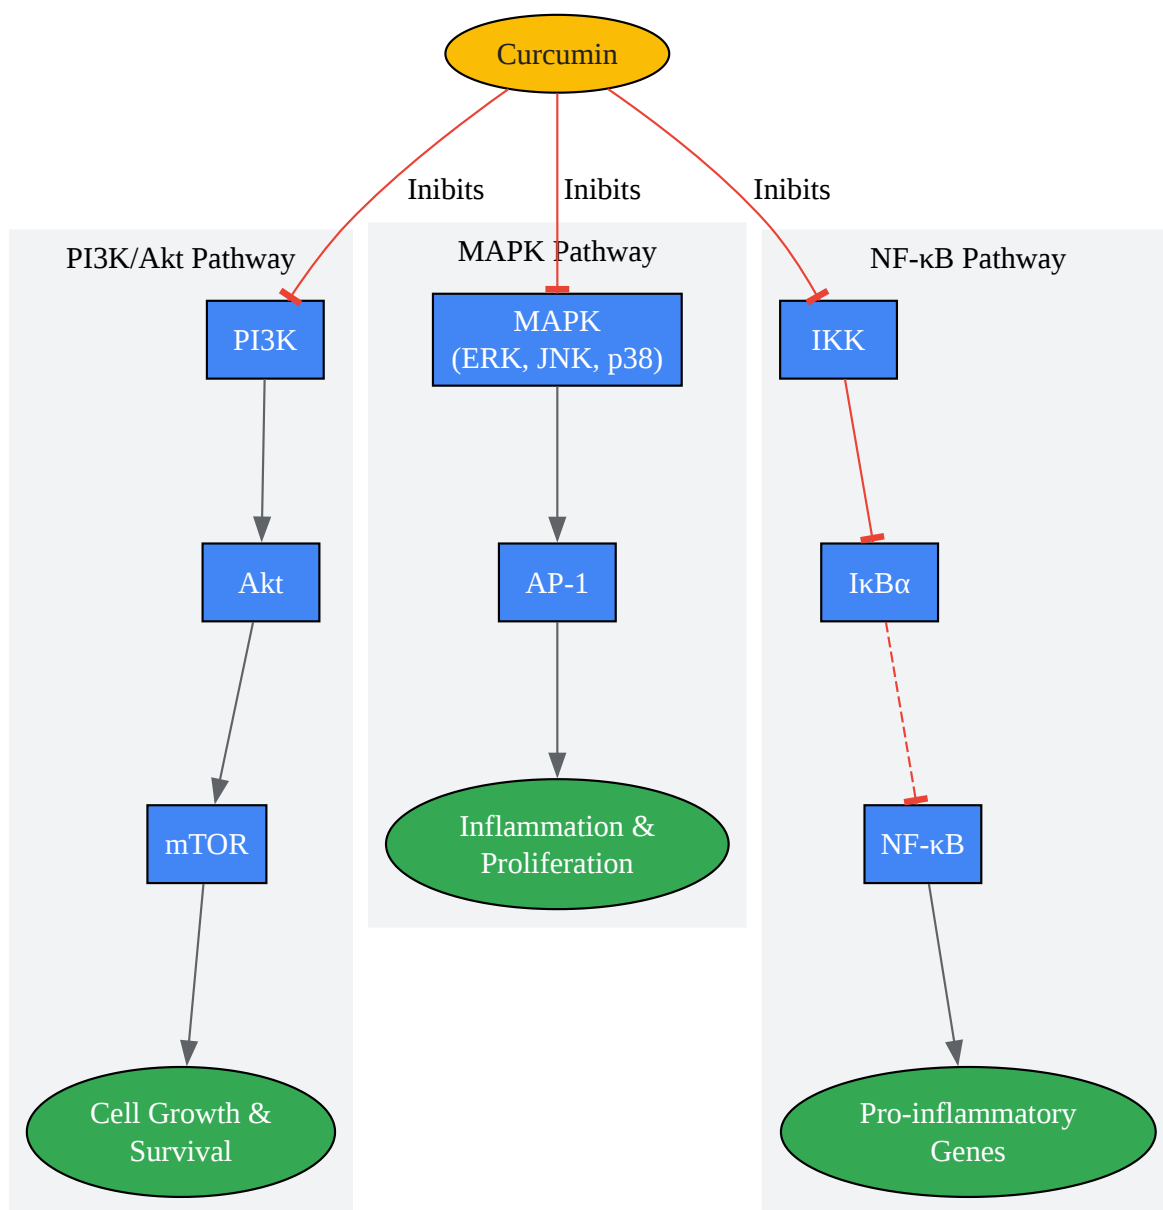 Curcumin
Inibits
Inibits
Inibits
PI3K/Akt Pathway
MAPK Pathway
NF-κB Pathway
PI3K
MAPK
(ERK, JNK, p38)
IKK
Akt
AP-1
IκBα
mTOR
Inflammation &
Proliferation
NF-κB
Cell Growth &
Survival
Pro-inflammatory
Genes